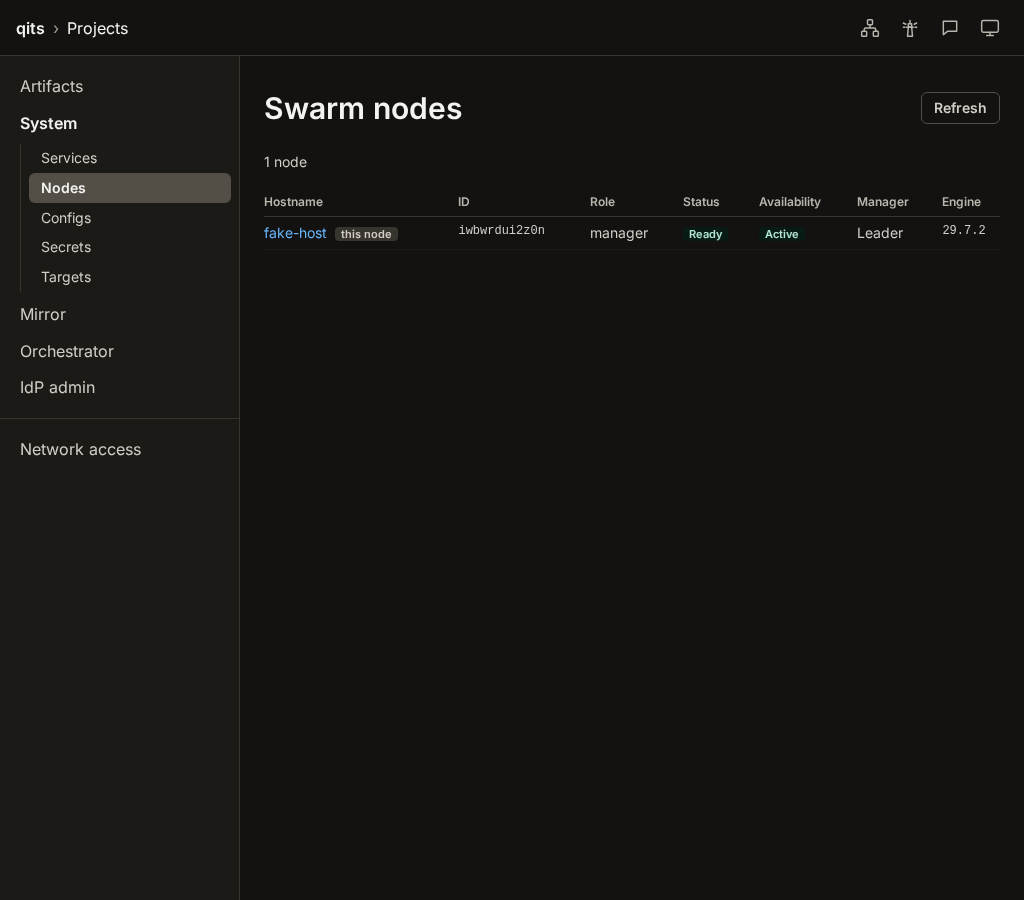 qits › Projects
Artifacts
System
Services
Nodes
Configs
Secrets
Targets
Mirror
Orchestrator
IdP admin
Network access
Swarm nodes
Refresh
1 node
Hostname ID Role Status Availability Manager Engine
fake-host this node iwbwrdui2z0n manager Ready Active Leader 29.7.2